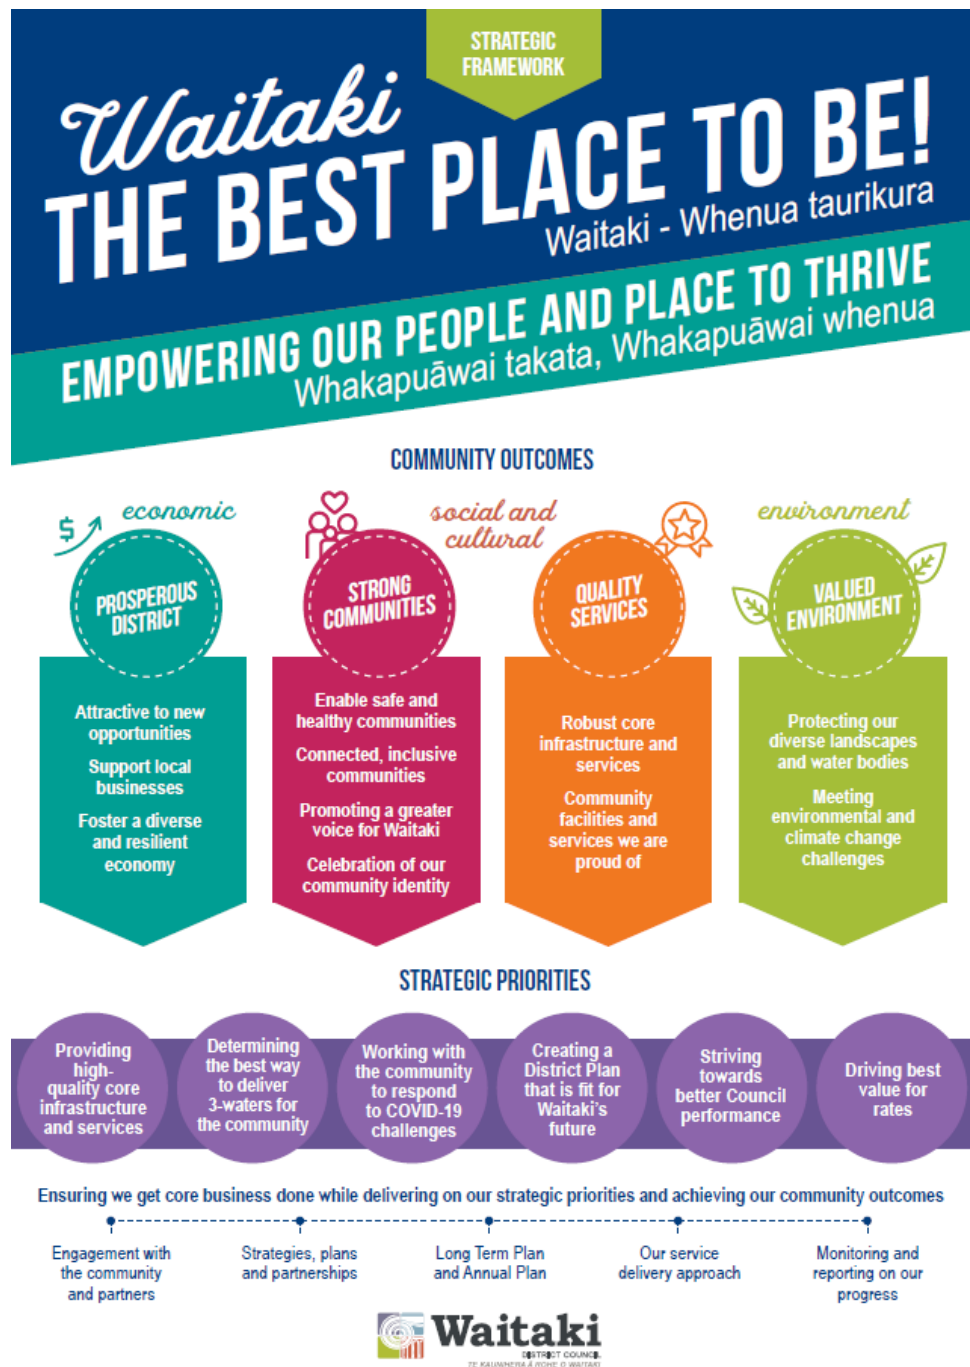 STRATEGIC
FRAMEWORK
Waitaki
THE BEST PLACE TO BE!
Waitaki - Whenua taurikura
EMPOWERING OUR PEOPLE AND PLACE TO THRIVE
Whakapuāwai takata, Whakapuāwai whenua
COMMUNITY OUTCOMES
economic
$
PROSPEROUS
DISTRICT
Attractive to new
opportunities
Support local
businesses
Foster a diverse
and resilient
economy
social and
cultural
STRONG
COMMUNITIES
Enable safe and
healthy communities
Connected, inclusive
communities
Promoting a greater
voice for Waitaki
Celebration of our
community identity
QUALITY
SERVICES
Robust core
infrastructure and
services
Community
facilities and
services we are
proud of
environment
VALUED
ENVIRONMENT
Protecting our
diverse landscapes
and water bodies
Meeting
environmental and
climate change
challenges
STRATEGIC PRIORITIES
Providing
high-
quality core
infrastructure
and services
Determining
the best way
to deliver
3-waters for
the community
Working with
the community
to respond
to COVID-19
challenges
Creating a
District Plan
that is fit for
Waitaki's
future
Striving
towards
better Council
performance
Driving best
value for
rates
Ensuring we get core business done while delivering on our strategic priorities and achieving our community outcomes
Engagement with
the community
and partners
Strategies, plans
and partnerships
Long Term Plan
and Annual Plan
Our service
delivery approach
Monitoring and
reporting on our
progress
Waitaki
DISTRICT COUNCIL
TE KAUNIHERA Ā ROHE O WAITAKI